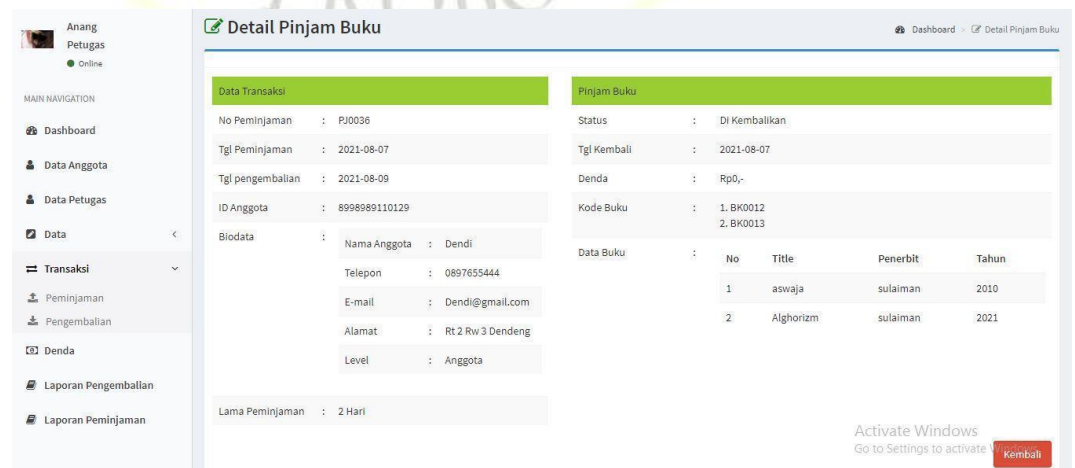 Anang
Petugas
Online
MAIN NAVIGATION
Dashboard
Data Anggota
Data Petugas
Data
Transaksi
Peminjaman
Pengembalian
Denda
Laporan Pengembalian
Laporan Peminjaman
Detail Pinjam Buku
Dashboard > Detail Pinjam Buku
Data Transaksi
No Peminjaman : PJ0036
Tgl Peminjaman : 2021-08-07
Tgl pengembalian : 2021-08-09
ID Anggota : 8998989110129
Biodata :
Nama Anggota : Dendi
Telepon : 0897655444
E-mail : Dendi@gmail.com
Alamat : Rt 2 Rw 3 Dendeng
Level : Anggota
Lama Peminjaman : 2 Hari
Pinjam Buku
Status : Di Kembalikan
Tgl Kembali : 2021-08-07
Denda : Rp0,-
Kode Buku : 1. BK0012
2. BK0013
Data Buku :
No Title Penerbit Tahun
1 aswaja sulaiman 2010
2 Alghorizm sulaiman 2021
Activate Windows
Go to Settings to activate Windows.
Kembali